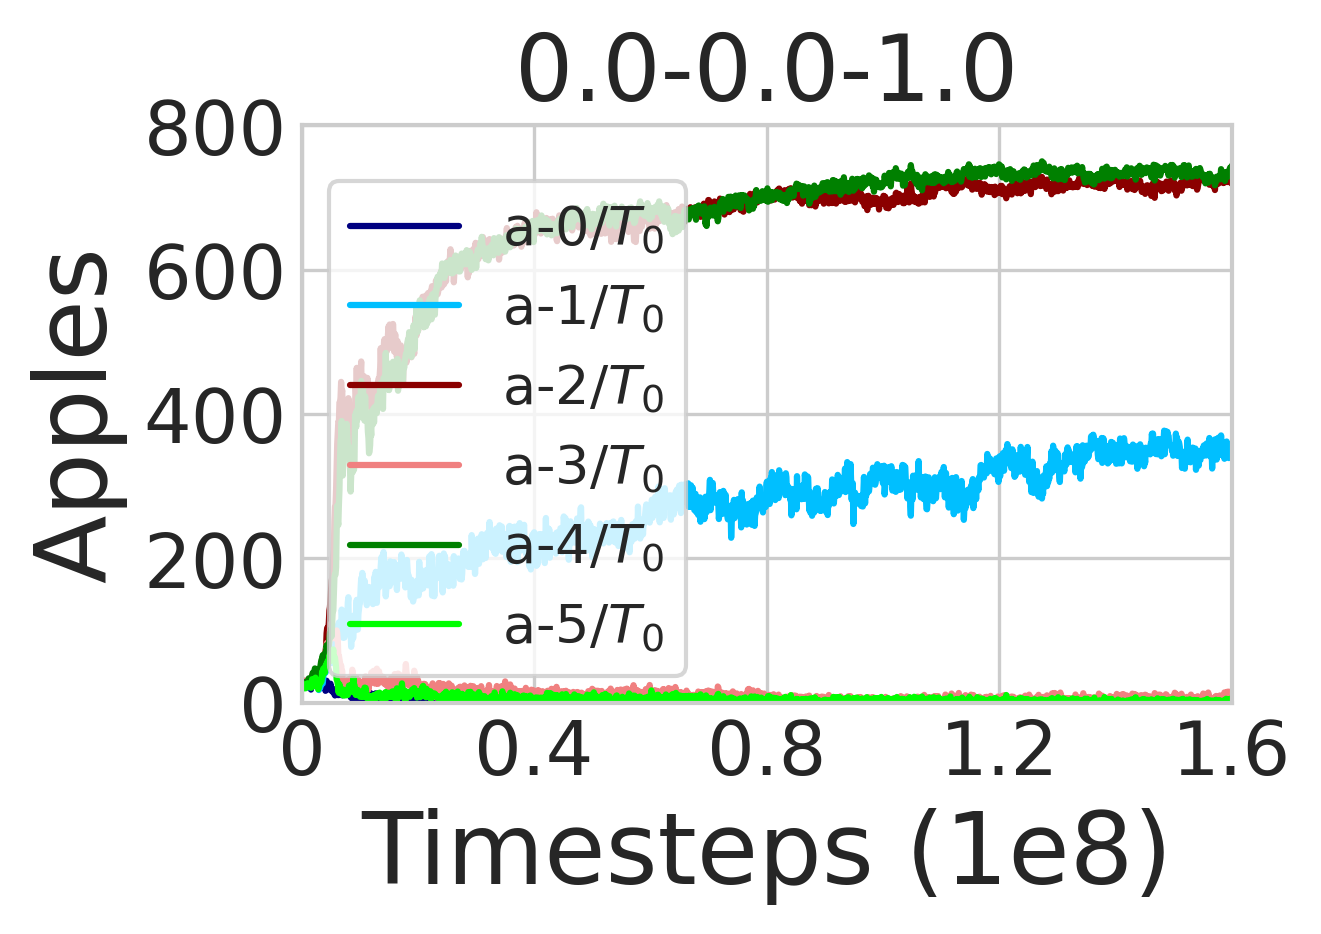 0.0-0.0-1.0
800
600
400
200
0
Apples
a-0/T₀
a-1/T₀
a-2/T₀
a-3/T₀
a-4/T₀
a-5/T₀
0 0.4 0.8 1.2 1.6
Timesteps (1e8)